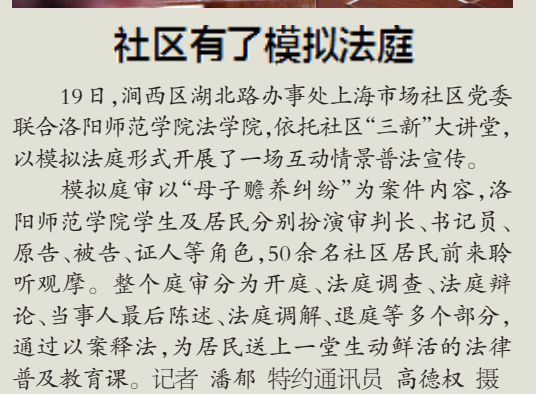 社区有了模拟法庭
19日,涧西区湖北路办事处上海市场社区党委
联合洛阳师范学院法学院,依托社区“三新”大讲堂,
以模拟法庭形式开展了一场互动情景普法宣传。
模拟庭审以“母子赡养纠纷”为案件内容,洛
阳师范学院学生及居民分别扮演审判长、书记员、
原告、被告、证人等角色,50余名社区居民前来聆
听观摩。整个庭审分为开庭、法庭调查、法庭辩
论、当事人最后陈述、法庭调解、退庭等多个部分,
通过以案释法,为居民送上一堂生动鲜活的法律
普及教育课。记者 潘郁 特约通讯员 高德权 摄